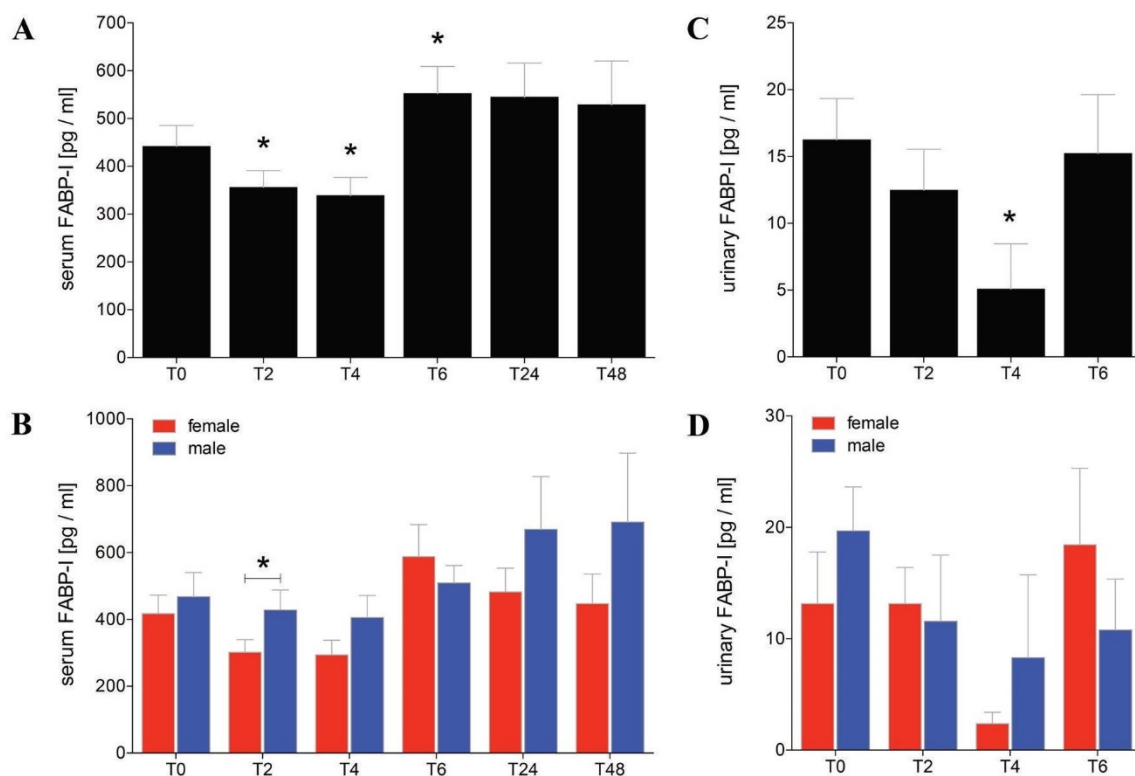 A
serum FABP-I [pg / ml]
700
600
500
400
300
200
100
0
*
*
*
T0 T2 T4 T6 T24 T48
C
urinary FABP-I [pg / ml]
25
20
15
10
5
0
*
T0 T2 T4 T6
B
serum FABP-I [pg / ml]
1000
800
600
400
200
0
female
male
*
T0 T2 T4 T6 T24 T48
D
urinary FABP-I [pg / ml]
30
20
10
0
female
male
T0 T2 T4 T6